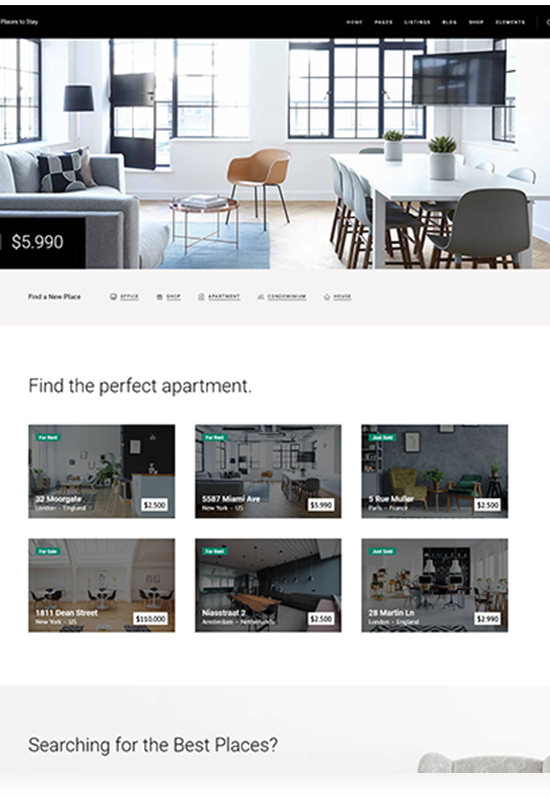 Places to Stay
HOME PAGES LISTINGS BLOG SHOP ELEMENTS
$5.990
Find a New Place OFFICE SHOP APARTMENT CONDOMINIUM HOUSE
Find the perfect apartment.
For Rent
32 Moorgate
London – England
$2.500
For Rent
5587 Miami Ave
New York – US
$5.990
Just Sold
5 Rue Muller
Paris – France
$2.500
For Sale
1811 Dean Street
New York – US
$110.000
For Rent
Niasstraat 2
Amsterdam – Netherlands
$2.500
Just Sold
28 Martin Ln
London – England
$2.990
Searching for the Best Places?